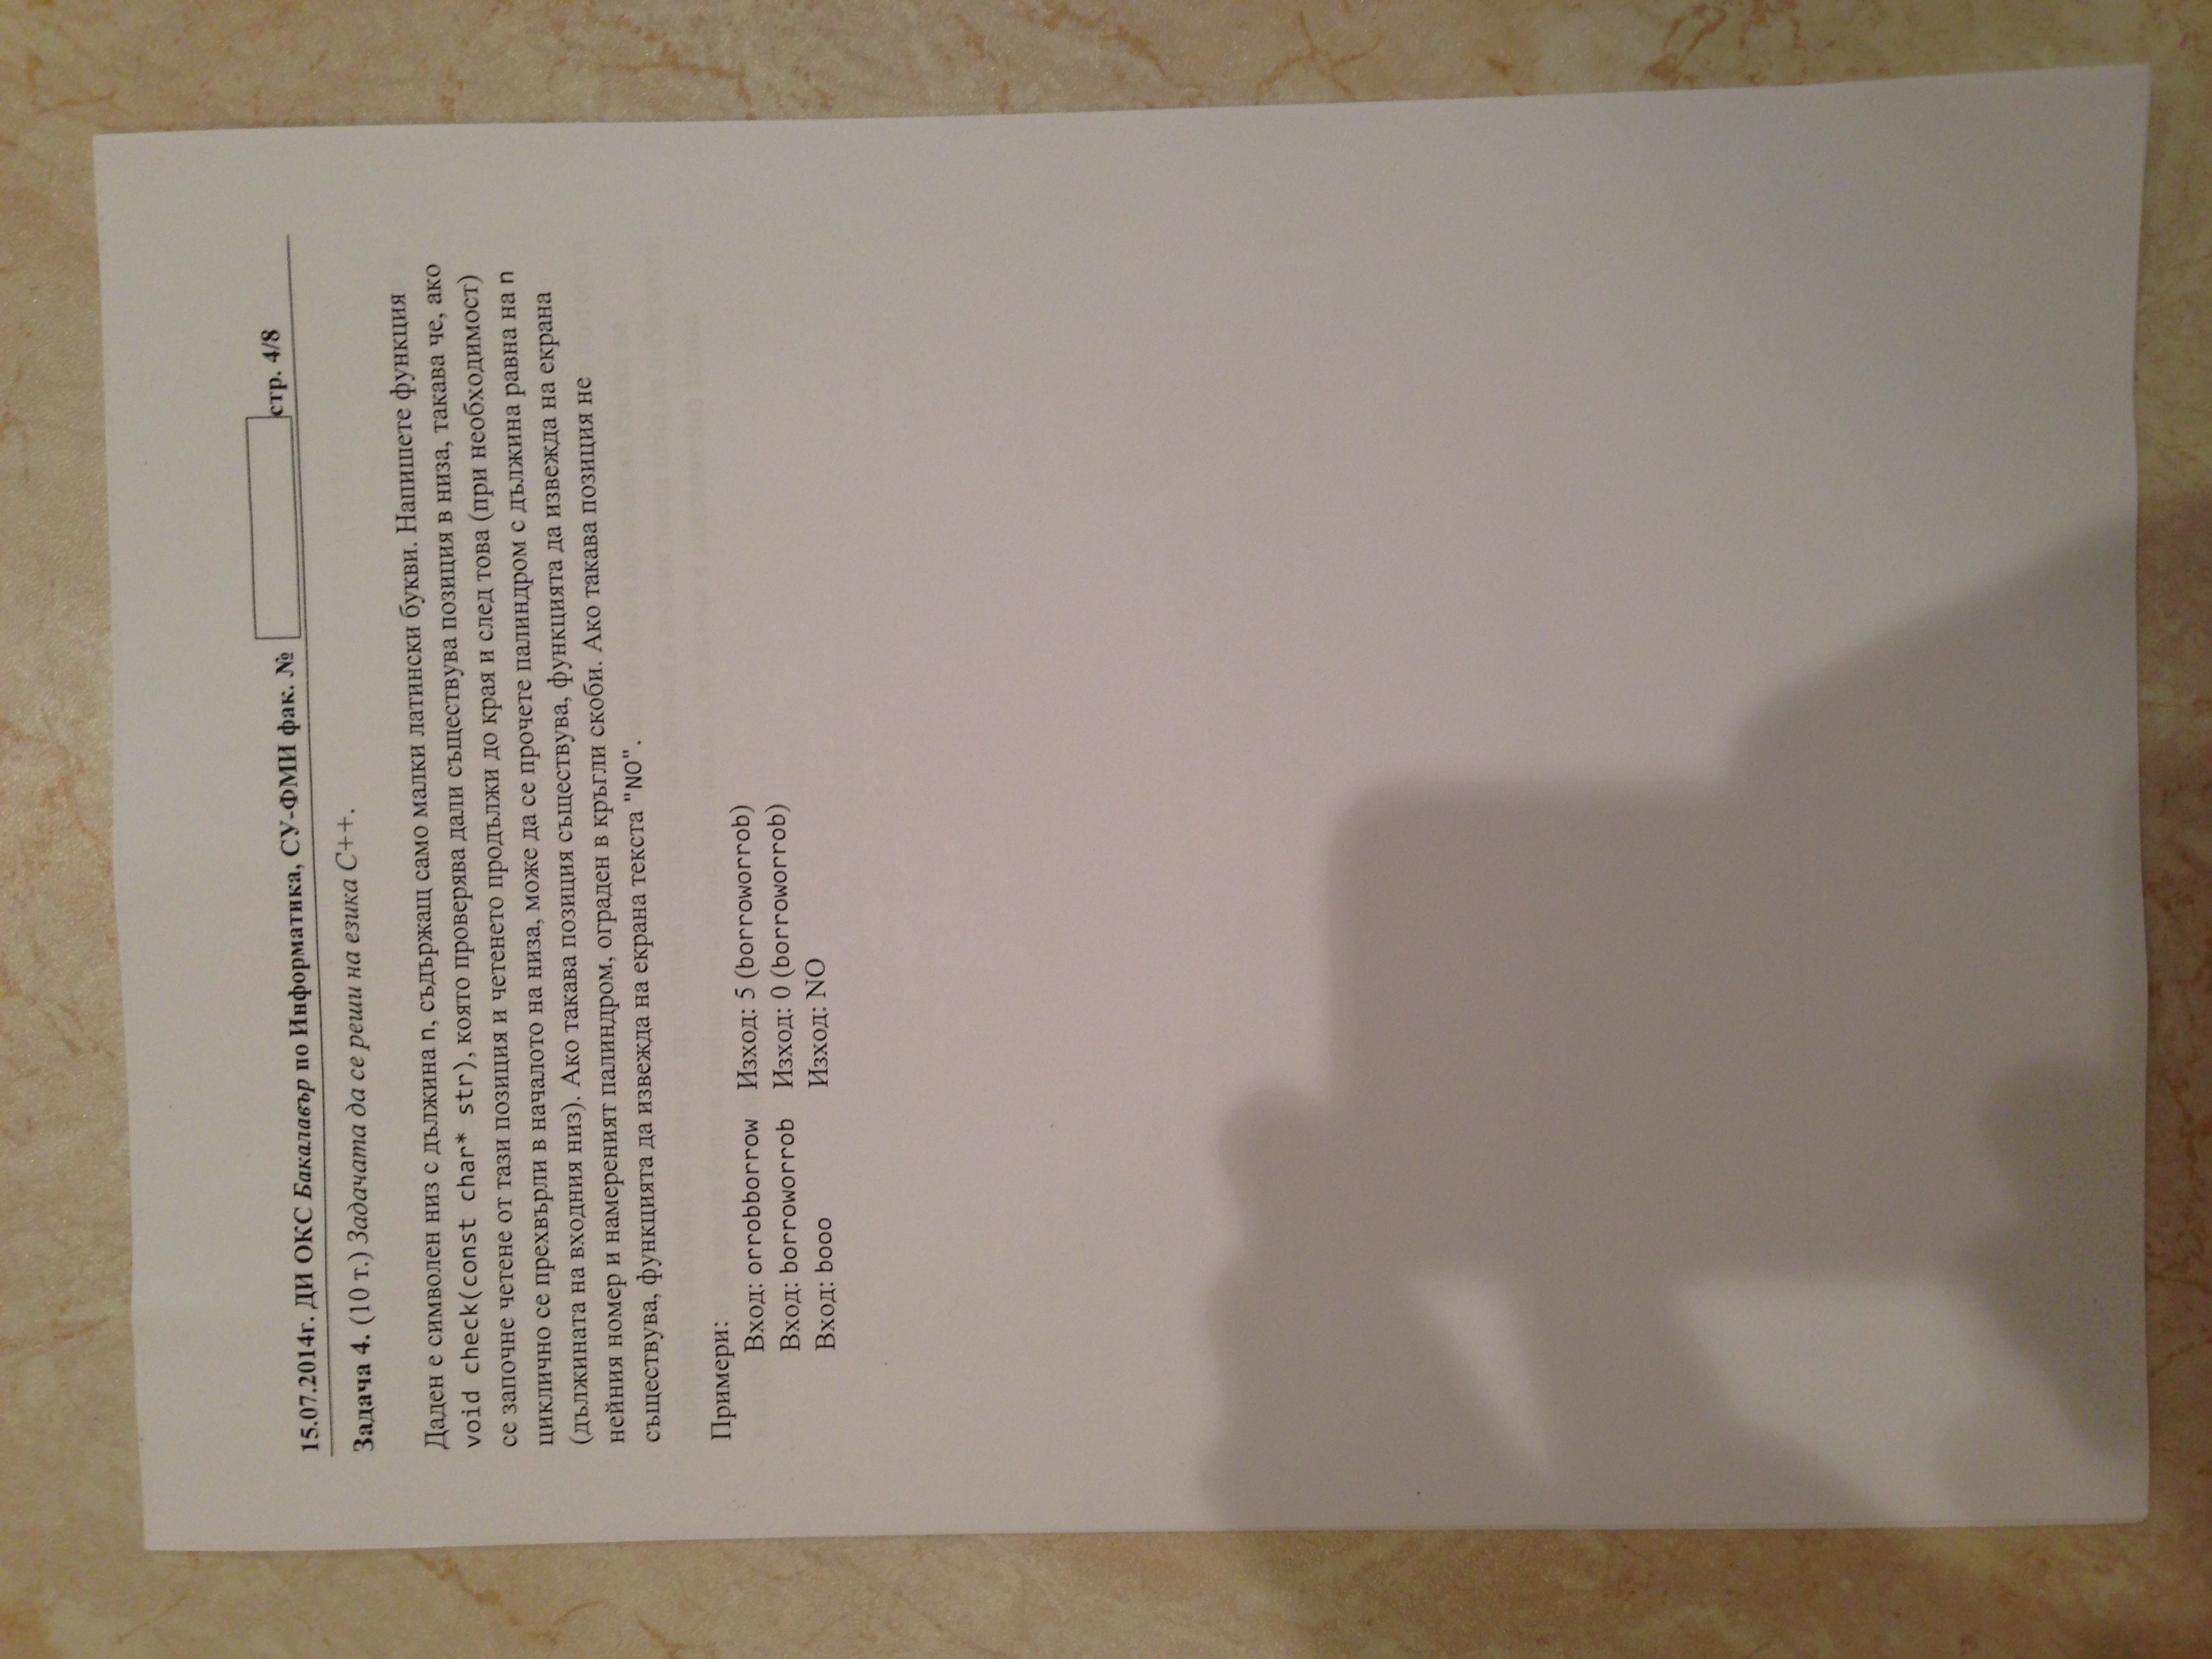 15.07.2014г. ДИ ОКС Бакалавър по Информатика, СУ-ФМИ фак. № стр. 4/8
Задача 4. (10 т.) Задачата да се реши на езика C++.
Даден е символен низ с дължина n, съдържащ само малки латински букви. Напишете функция
void check(const char* str), която проверява дали съществува позиция в низа, такава че, ако
се започне четене от тази позиция и четенето продължи до края и след това (при необходимост)
циклично се прехвърли в началото на низа, може да се прочете палиндром с дължина равна на n
(дължината на входния низ). Ако такава позиция съществува, функцията да извежда на екрана
нейния номер и намереният палиндром, ограден в кръгли скоби. Ако такава позиция не
съществува, функцията да извежда на екрана текста "NO".
Примери:
Вход: orrobborrow Изход: 5 (borroworrob)
Вход: borroworrob Изход: 0 (borroworrob)
Вход: booo Изход: NO